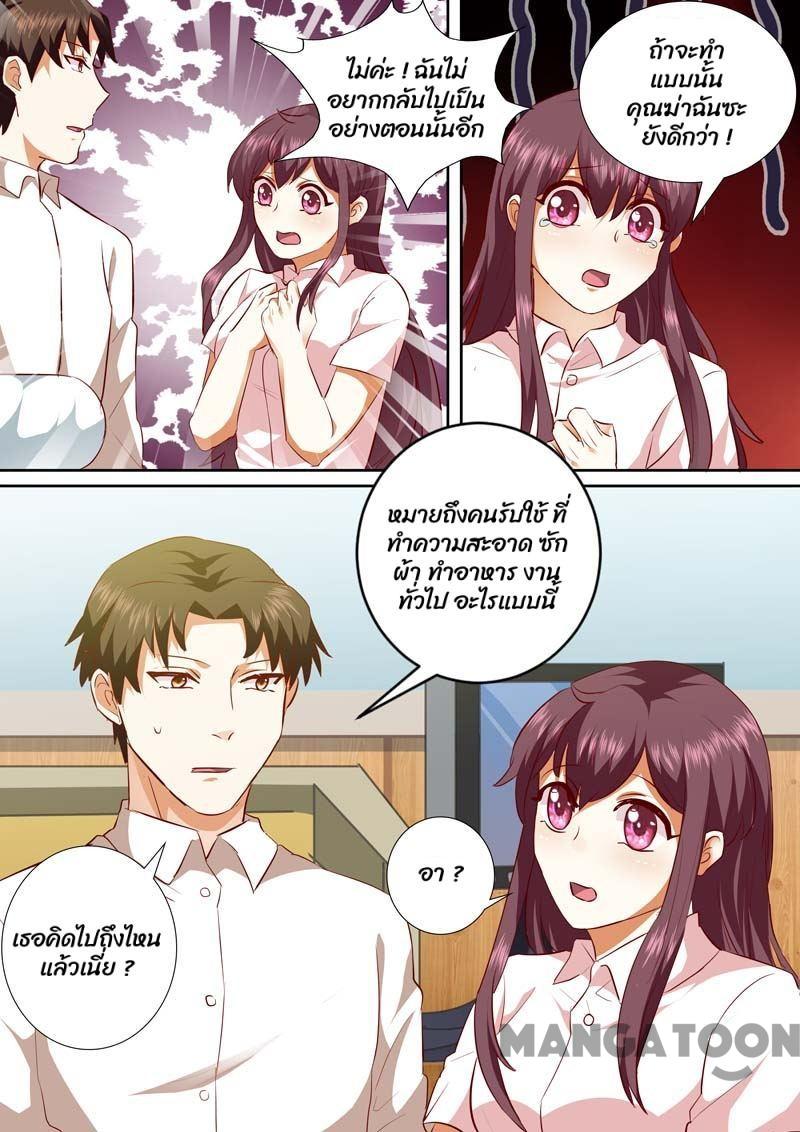 ไม่ค่ะ ! ฉันไม่
อยากกลับไปเป็น
อย่างตอนนั้นอีก
ถ้าจะทำ
แบบนั้น
คุณฆ่าฉันซะ
ยังดีกว่า !
หมายถึงคนรับใช้ ที่
ทำความสะอาด ซัก
ผ้า ทำอาหาร งาน
ทั่วไป อะไรแบบนี้
อา ?
เธอคิดไปถึงไหน
แล้วเนี่ย ?
MANGATOON